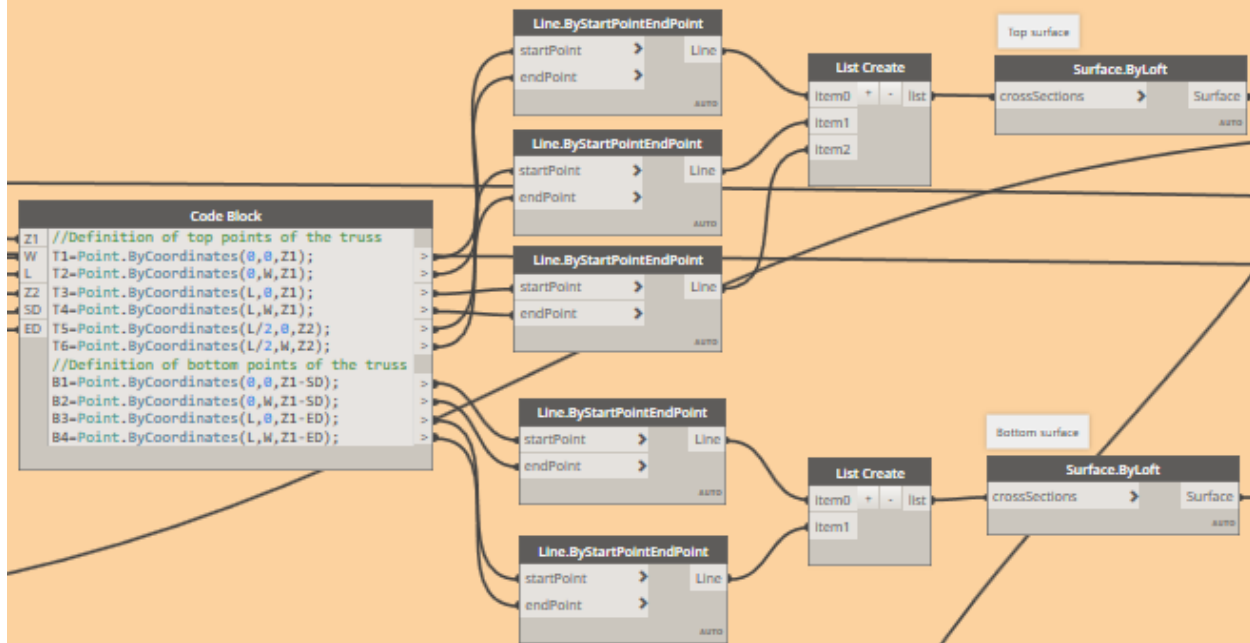 Line.ByStartPointEndPoint
startPoint > Line
endPoint >
AUTO
Top surface
List Create
item0 + - list
item1
item2
Surface.ByLoft
crossSections > Surface
AUTO
Line.ByStartPointEndPoint
startPoint > Line
endPoint >
AUTO
Code Block
Z1 //Definition of top points of the truss
W T1=Point.ByCoordinates(0,0,Z1); >
L T2=Point.ByCoordinates(0,W,Z1); >
Z2 T3=Point.ByCoordinates(L,0,Z1); >
SD T4=Point.ByCoordinates(L,W,Z1); >
ED T5=Point.ByCoordinates(L/2,0,Z2); >
T6=Point.ByCoordinates(L/2,W,Z2); >
//Definition of bottom points of the truss
B1=Point.ByCoordinates(0,0,Z1-SD); >
B2=Point.ByCoordinates(0,W,Z1-SD); >
B3=Point.ByCoordinates(L,0,Z1-ED); >
B4=Point.ByCoordinates(L,W,Z1-ED); >
Line.ByStartPointEndPoint
startPoint > Line
endPoint >
AUTO
Line.ByStartPointEndPoint
startPoint > Line
endPoint >
AUTO
Bottom surface
List Create
item0 + - list
item1
Surface.ByLoft
crossSections > Surface
AUTO
Line.ByStartPointEndPoint
startPoint > Line
endPoint >
AUTO